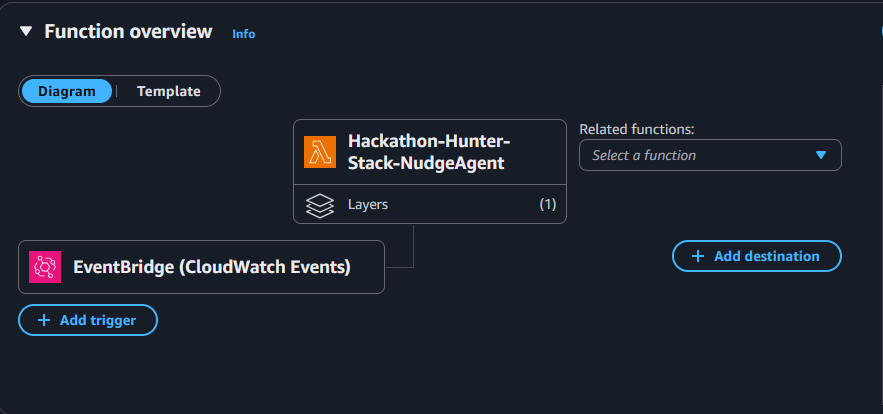 Function overview Info
Diagram Template
Hackathon-Hunter-
Stack-NudgeAgent
Layers (1)
Related functions:
Select a function
EventBridge (CloudWatch Events)
+ Add destination
+ Add trigger